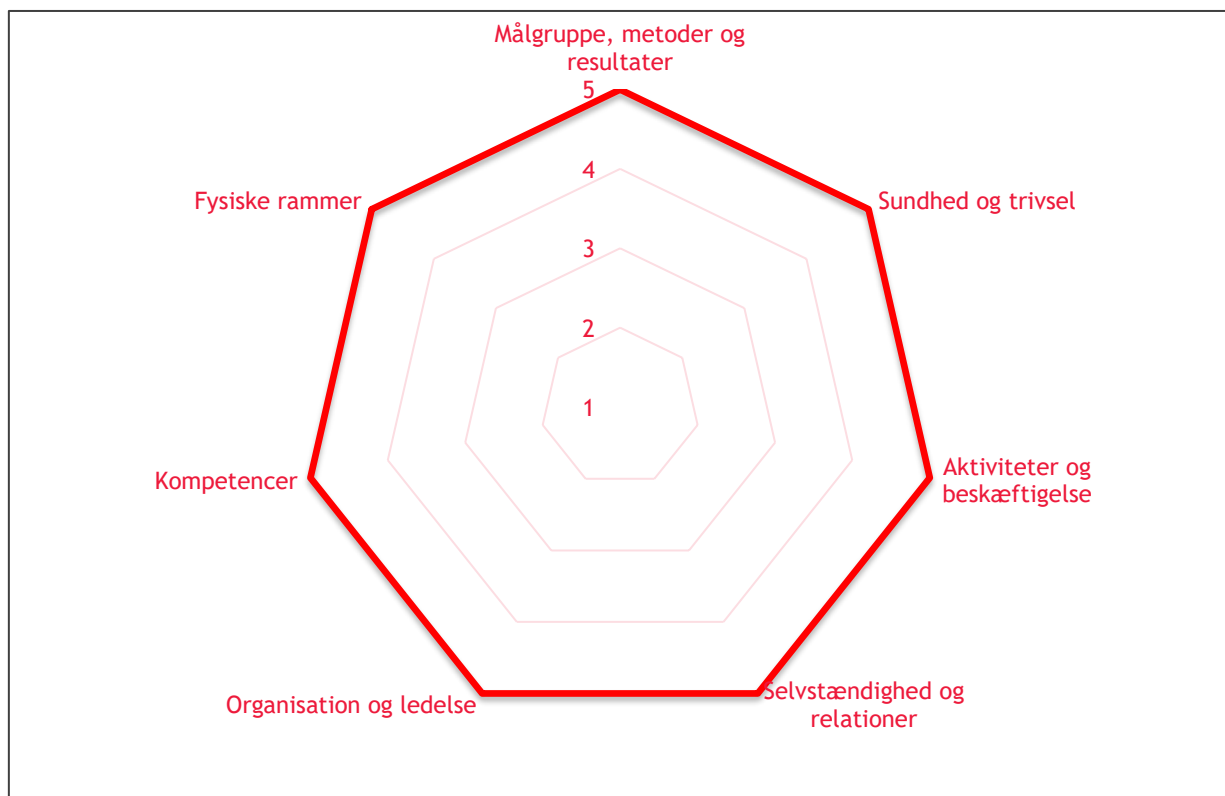 Målgruppe, metoder og
resultater
5
4
Fysiske rammer
Sundhed og trivsel
3
2
1
Aktiviteter og
beskæftigelse
Kompetencer
Selvstændighed og
relationer
Organisation og ledelse